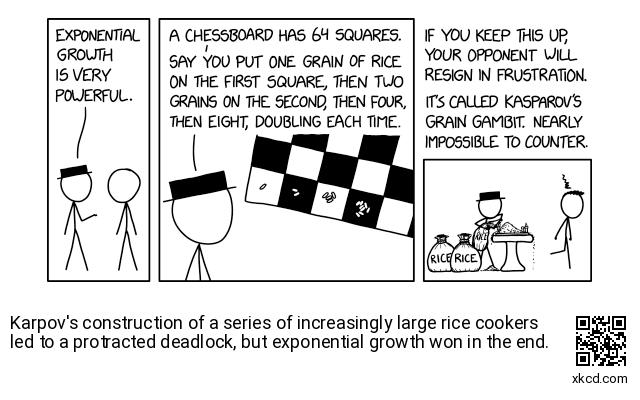 EXPONENTIAL
GROWTH
IS VERY
POWERFUL.
A CHESSBOARD HAS 64 SQUARES.
SAY YOU PUT ONE GRAIN OF RICE
ON THE FIRST SQUARE, THEN TWO
GRAINS ON THE SECOND, THEN FOUR,
THEN EIGHT, DOUBLING EACH TIME.
IF YOU KEEP THIS UP,
YOUR OPPONENT WILL
RESIGN IN FRUSTRATION.
IT'S CALLED KASPAROV'S
GRAIN GAMBIT. NEARLY
IMPOSSIBLE TO COUNTER.
RICE
RICE
RICE
Karpov's construction of a series of increasingly large rice cookers
led to a protracted deadlock, but exponential growth won in the end.
xkcd.com